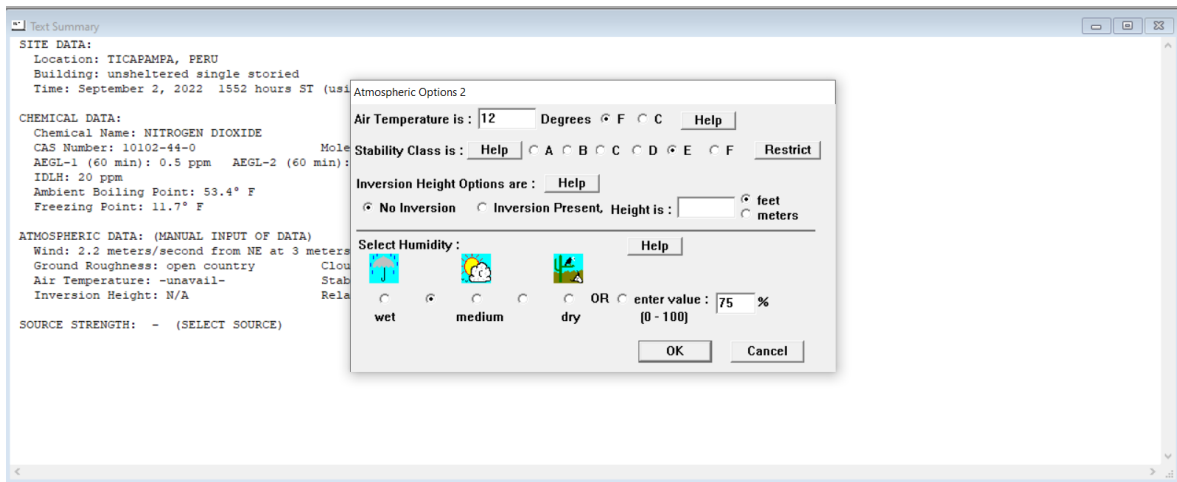 Text Summary
SITE DATA:
Location: TICAPAMPA, PERU
Building: unsheltered single storied
Time: September 2, 2022 1552 hours ST (usi
CHEMICAL DATA:
Chemical Name: NITROGEN DIOXIDE
CAS Number: 10102-44-0 Mole
AEGL-1 (60 min): 0.5 ppm AEGL-2 (60 min):
IDLH: 20 ppm
Ambient Boiling Point: 53.4° F
Freezing Point: 11.7° F
ATMOSPHERIC DATA: (MANUAL INPUT OF DATA)
Wind: 2.2 meters/second from NE at 3 meters
Ground Roughness: open country Clou
Air Temperature: -unavail- Stab
Inversion Height: N/A Rela
SOURCE STRENGTH: - (SELECT SOURCE)
Atmospheric Options 2
Air Temperature is : 12 Degrees F C Help
Stability Class is : Help A B C D E F Restrict
Inversion Height Options are : Help
No Inversion Inversion Present, Height is : feet
meters
Select Humidity : Help
OR enter value : 75 %
wet medium dry (0 - 100)
OK Cancel